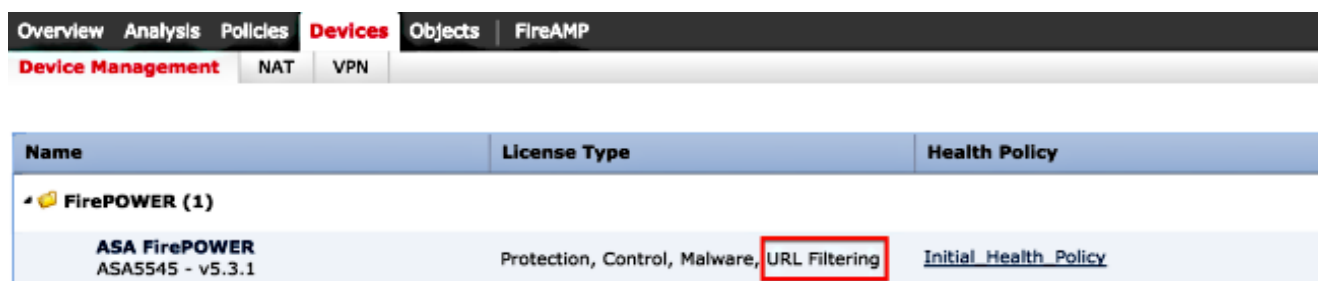 Overview Analysis Policies Devices Objects FireAMP
Device Management NAT VPN
Name License Type Health Policy
FirePOWER (1)
ASA FirePOWER
ASA5545 - v5.3.1
Protection, Control, Malware, URL Filtering
Initial_Health_Policy